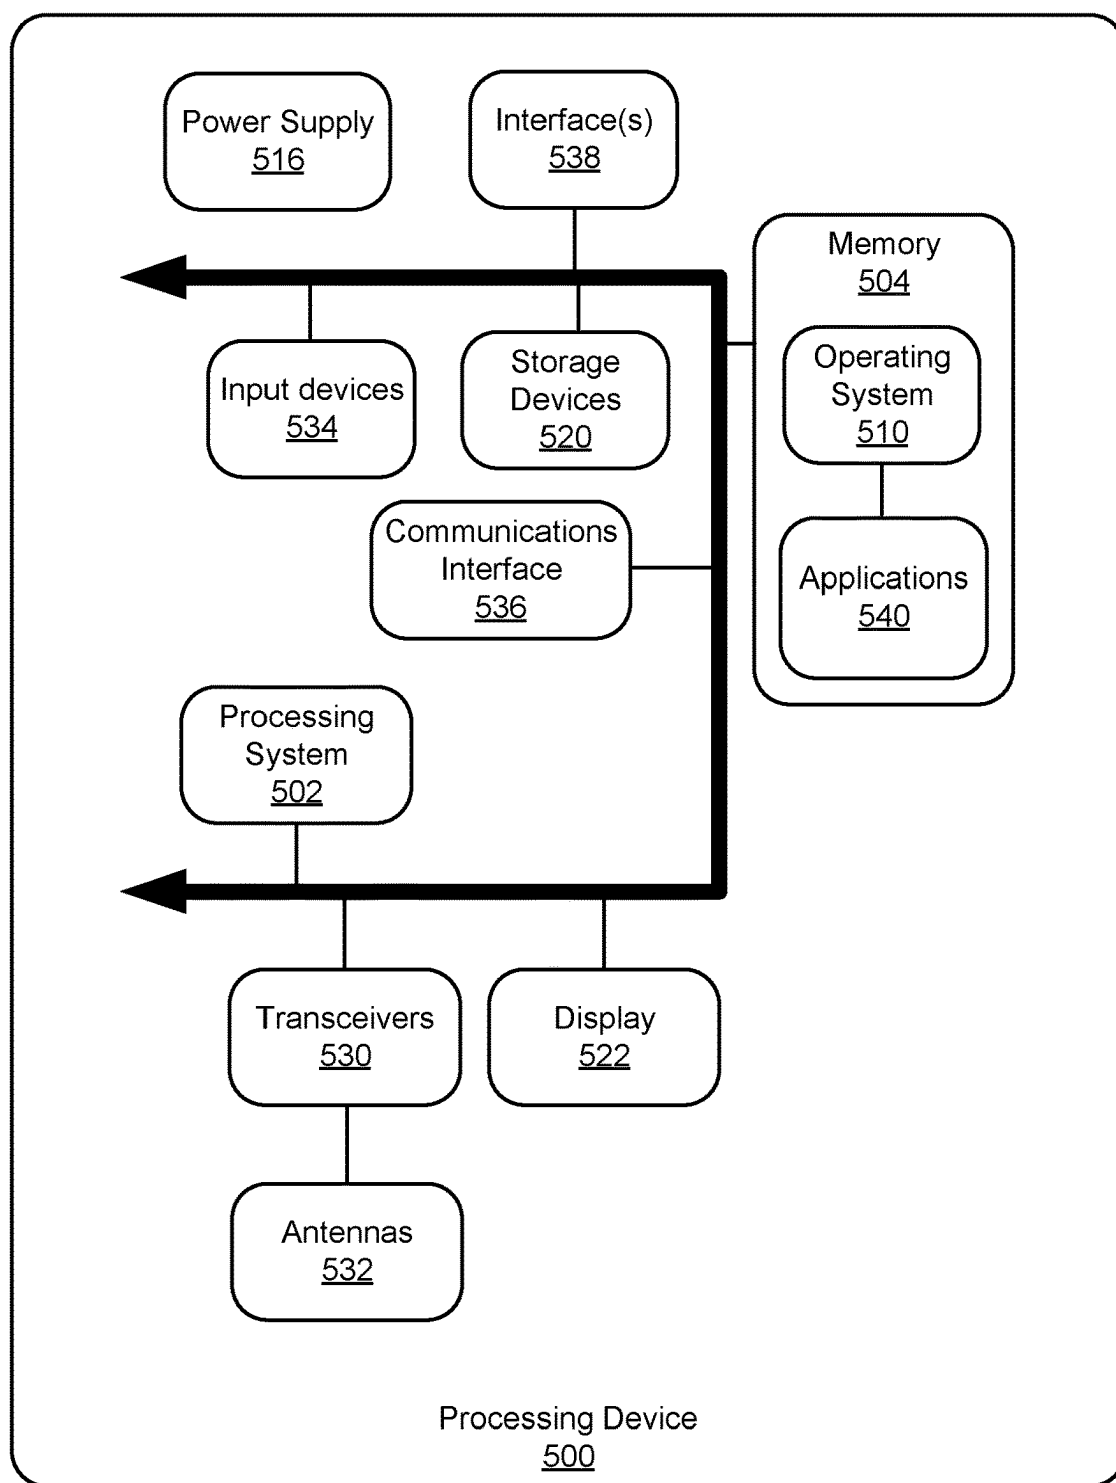 Power Supply
516
Interface(s)
538
Memory
504
Input devices
534
Storage
Devices
520
Operating
System
510
Communications
Interface
536
Applications
540
Processing
System
502
Transceivers
530
Display
522
Antennas
532
Processing Device
500